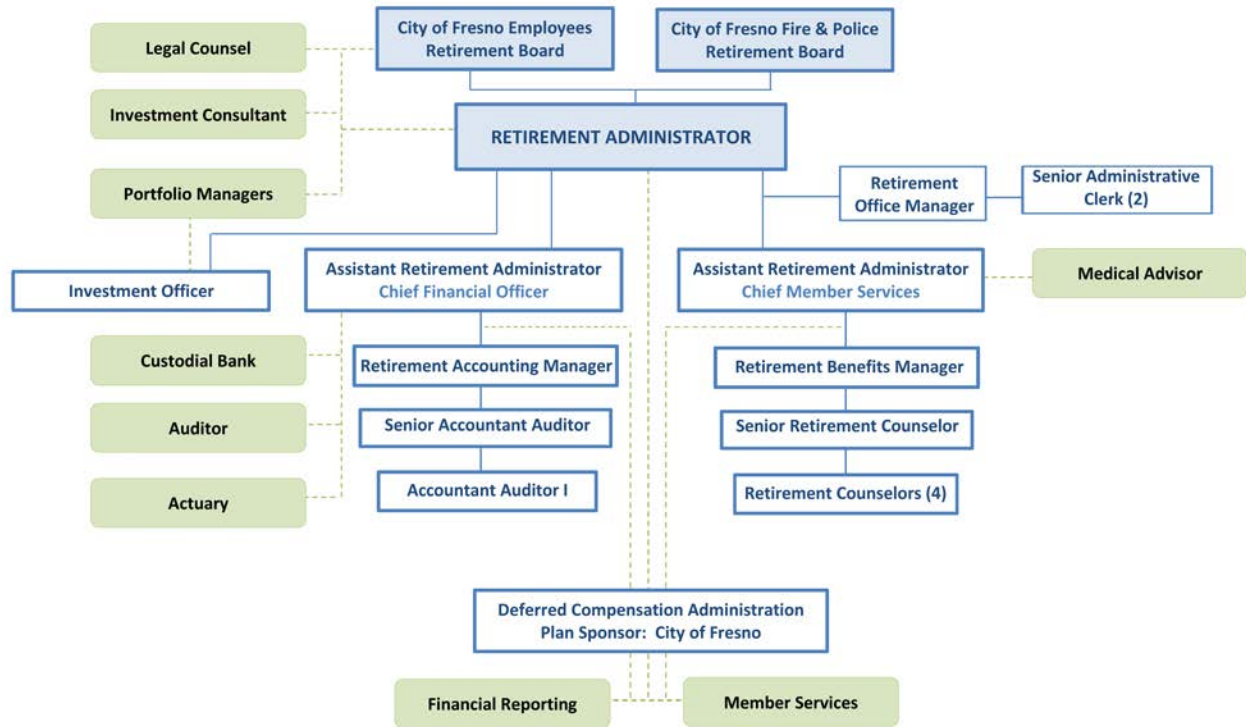 City of Fresno Employees
Retirement Board
City of Fresno Fire & Police
Retirement Board
Legal Counsel
Investment Consultant
RETIREMENT ADMINISTRATOR
Portfolio Managers
Retirement
Office Manager
Senior Administrative
Clerk (2)
Investment Officer
Assistant Retirement Administrator
Chief Financial Officer
Assistant Retirement Administrator
Chief Member Services
Medical Advisor
Custodial Bank
Retirement Accounting Manager
Retirement Benefits Manager
Auditor
Senior Accountant Auditor
Senior Retirement Counselor
Actuary
Accountant Auditor I
Retirement Counselors (4)
Deferred Compensation Administration
Plan Sponsor: City of Fresno
Financial Reporting
Member Services